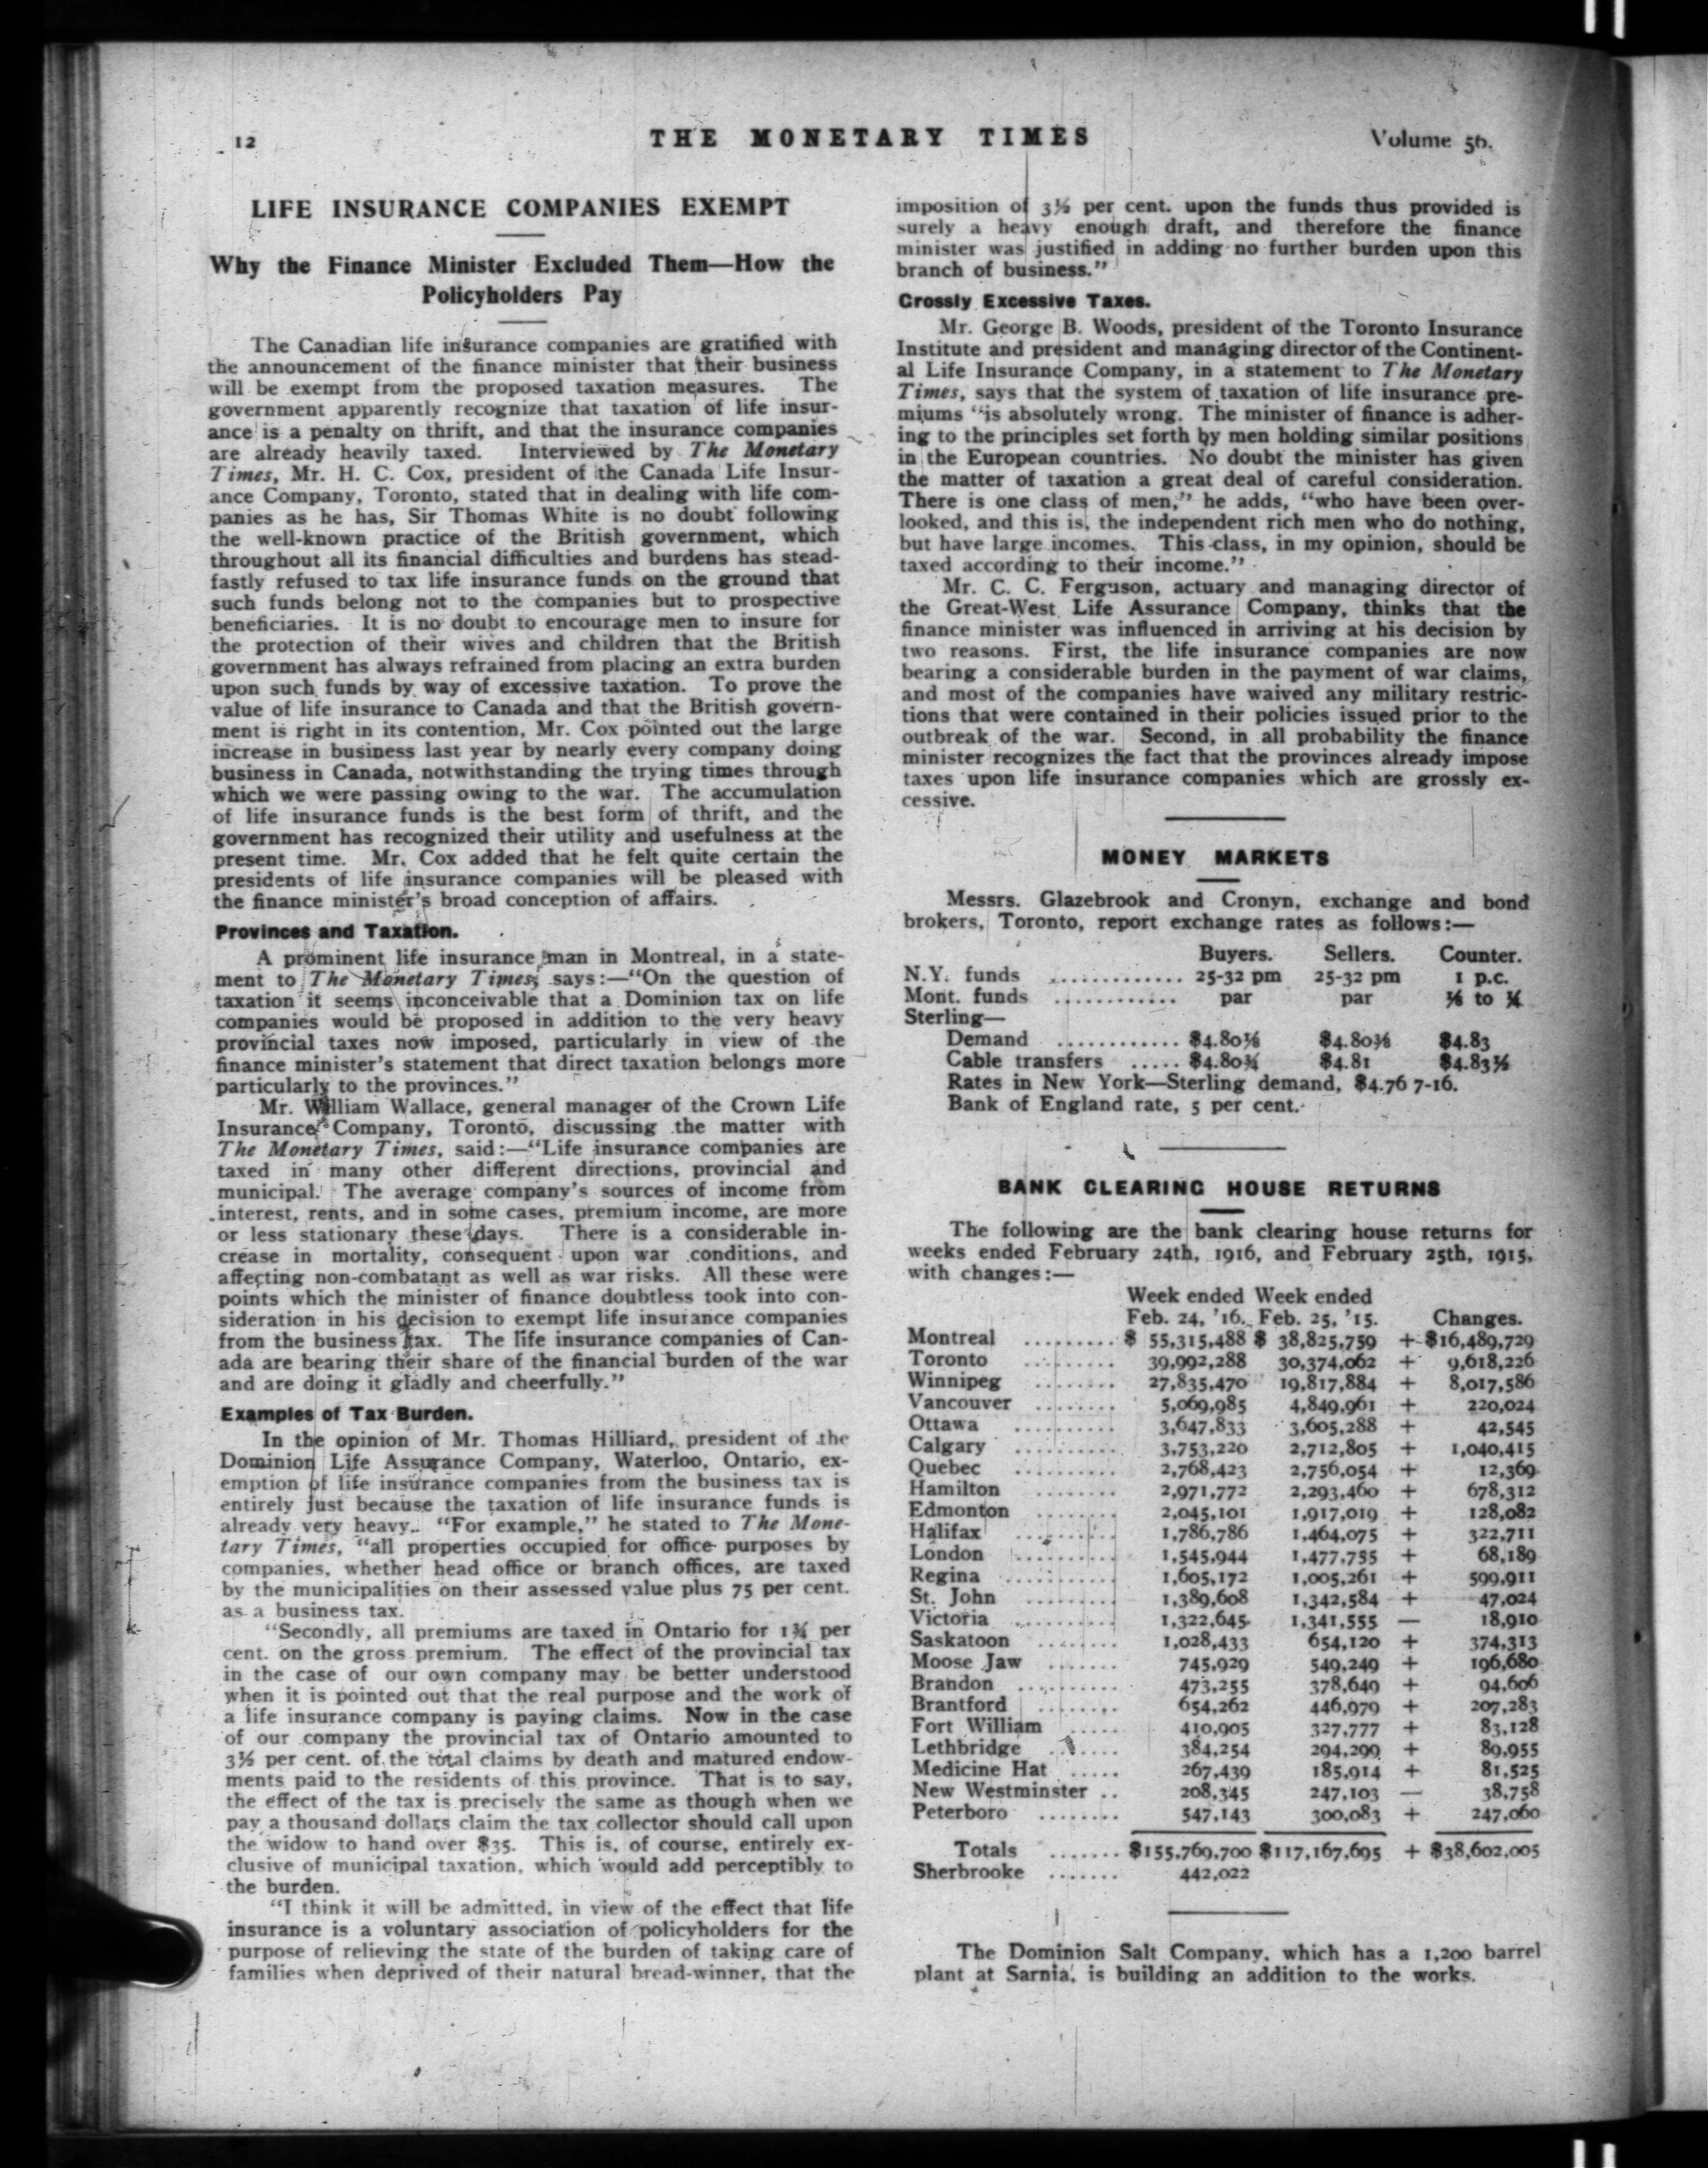 12
THE MONETARY TIMES
Volume 56.
LIFE INSURANCE COMPANIES EXEMPT
Why the Finance Minister Excluded Them—How the
Policyholders Pay
The Canadian life insurance companies are gratified with
the announcement of the finance minister that their business
will be exempt from the proposed taxation measures. The
government apparently recognize that taxation of life insur-
ance is a penalty on thrift, and that the insurance companies
are already heavily taxed. Interviewed by The Monetary
Times, Mr. H. C. Cox, president of the Canada Life Insur-
ance Company, Toronto, stated that in dealing with life com-
panies as he has, Sir Thomas White is no doubt following
the well-known practice of the British government, which
throughout all its financial difficulties and burdens has stead-
fastly refused to tax life insurance funds on the ground that
such funds belong not to the companies but to prospective
beneficiaries. It is no doubt to encourage men to insure for
the protection of their wives and children that the British
government has always refrained from placing an extra burden
upon such funds by way of excessive taxation. To prove the
value of life insurance to Canada and that the British govern-
ment is right in its contention, Mr. Cox pointed out the large
increase in business last year by nearly every company doing
business in Canada, notwithstanding the trying times through
which we were passing owing to the war. The accumulation
of life insurance funds is the best form of thrift, and the
government has recognized their utility and usefulness at the
present time. Mr. Cox added that he felt quite certain the
presidents of life insurance companies will be pleased with
the finance minister's broad conception of affairs.
Provinces and Taxation.
A prominent life insurance man in Montreal, in a state-
ment to The Monetary Times, says:—"On the question of
taxation it seems inconceivable that a Dominion tax on life
companies would be proposed in addition to the very heavy
provincial taxes now imposed, particularly in view of the
finance minister's statement that direct taxation belongs more
particularly to the provinces."
Mr. William Wallace, general manager of the Crown Life
Insurance Company, Toronto, discussing the matter with
The Monetary Times, said:—"Life insurance companies are
taxed in many other different directions, provincial and
municipal. The average company's sources of income from
interest, rents, and in some cases, premium income, are more
or less stationary these days. There is a considerable in-
crease in mortality, consequent upon war conditions, and
affecting non-combatant as well as war risks. All these were
points which the minister of finance doubtless took into con-
sideration in his decision to exempt life insurance companies
from the business tax. The life insurance companies of Can-
ada are bearing their share of the financial burden of the war
and are doing it gladly and cheerfully."
Examples of Tax Burden.
In the opinion of Mr. Thomas Hilliard, president of the
Dominion Life Assurance Company, Waterloo, Ontario, ex-
emption of life insurance companies from the business tax is
entirely just because the taxation of life insurance funds is
already very heavy. "For example," he stated to The Mone-
tary Times, "all properties occupied for office purposes by
companies, whether head office or branch offices, are taxed
by the municipalities on their assessed value plus 75 per cent.
as a business tax.
"Secondly, all premiums are taxed in Ontario for 1¾ per
cent. on the gross premium. The effect of the provincial tax
in the case of our own company may be better understood
when it is pointed out that the real purpose and the work of
a life insurance company is paying claims. Now in the case
of our company the provincial tax of Ontario amounted to
3½ per cent. of the total claims by death and matured endow-
ments paid to the residents of this province. That is to say,
the effect of the tax is precisely the same as though when we
pay a thousand dollars claim the tax collector should call upon
the widow to hand over $35. This is, of course, entirely ex-
clusive of municipal taxation, which would add perceptibly to
the burden.
"I think it will be admitted, in view of the effect that life
insurance is a voluntary association of policyholders for the
purpose of relieving the state of the burden of taking care of
families when deprived of their natural bread-winner, that the
imposition of 3½ per cent. upon the funds thus provided is
surely a heavy enough draft, and therefore the finance
minister was justified in adding no further burden upon this
branch of business."
Grossly Excessive Taxes.
Mr. George B. Woods, president of the Toronto Insurance
Institute and president and managing director of the Continent-
al Life Insurance Company, in a statement to The Monetary
Times, says that the system of taxation of life insurance pre-
miums "is absolutely wrong. The minister of finance is adher-
ing to the principles set forth by men holding similar positions
in the European countries. No doubt the minister has given
the matter of taxation a great deal of careful consideration.
There is one class of men," he adds, "who have been over-
looked, and this is, the independent rich men who do nothing,
but have large incomes. This class, in my opinion, should be
taxed according to their income."
Mr. C. C. Ferguson, actuary and managing director of
the Great-West Life Assurance Company, thinks that the
finance minister was influenced in arriving at his decision by
two reasons. First, the life insurance companies are now
bearing a considerable burden in the payment of war claims,
and most of the companies have waived any military restric-
tions that were contained in their policies issued prior to the
outbreak of the war. Second, in all probability the finance
minister recognizes the fact that the provinces already impose
taxes upon life insurance companies which are grossly ex-
cessive.
MONEY MARKETS
Messrs. Glazebrook and Cronyn, exchange and bond
brokers, Toronto, report exchange rates as follows:—
Buyers. Sellers. Counter.
N.Y. funds ............ 25-32 pm 25-32 pm 1 p.c.
Mont. funds ........... par par ⅛ to ¼
Sterling—
Demand ........... $4.80⅛ $4.80⅜ $4.83
Cable transfers ..... $4.80¾ $4.81 $4.83½
Rates in New York—Sterling demand, $4.76 7-16.
Bank of England rate, 5 per cent.
BANK CLEARING HOUSE RETURNS
The following are the bank clearing house returns for
weeks ended February 24th, 1916, and February 25th, 1915,
with changes:—
Week ended Week ended
Feb. 24, '16. Feb. 25, '15. Changes.
Montreal ......... $ 55,315,488 $ 38,825,759 + $16,489,729
Toronto ......... 39,992,288 30,374,062 + 9,618,226
Winnipeg ........ 27,835,470 19,817,884 + 8,017,586
Vancouver ........ 5,069,985 4,849,961 + 220,024
Ottawa .......... 3,647,833 3,605,288 + 42,545
Calgary .......... 3,753,220 2,712,805 + 1,040,415
Quebec .......... 2,768,423 2,756,054 + 12,369
Hamilton ........ 2,971,772 2,293,460 + 678,312
Edmonton ........ 2,045,101 1,917,019 + 128,082
Halifax .......... 1,786,786 1,464,075 + 322,711
London .......... 1,545,944 1,477,755 + 68,189
Regina ........... 1,605,172 1,005,261 + 599,911
St. John ......... 1,389,608 1,342,584 + 47,024
Victoria .......... 1,322,645 1,341,555 — 18,910
Saskatoon ........ 1,028,433 654,120 + 374,313
Moose Jaw ....... 745,929 549,249 + 196,680
Brandon .......... 473,255 378,649 + 94,606
Brantford ........ 654,262 446,979 + 207,283
Fort William ..... 410,905 327,777 + 83,128
Lethbridge ....... 384,254 294,299 + 89,955
Medicine Hat ..... 267,439 185,914 + 81,525
New Westminster .. 208,345 247,103 — 38,758
Peterboro ........ 547,143 300,083 + 247,060
Totals ....... $155,769,700 $117,167,695 + $38,602,005
Sherbrooke ....... 442,022
The Dominion Salt Company, which has a 1,200 barrel
plant at Sarnia, is building an addition to the works.